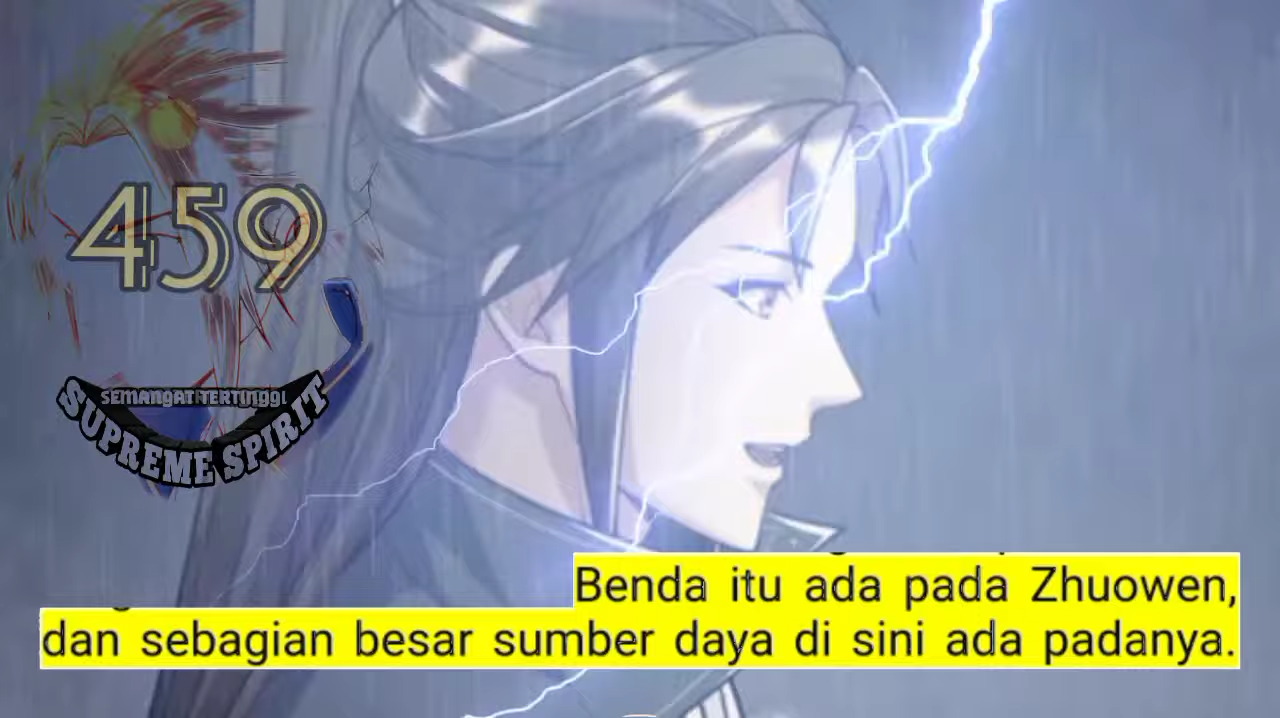 459
SEMANGAT TERTINGGI
SUPREME SPIRIT
Benda itu ada pada Zhuowen,
dan sebagian besar sumber daya di sini ada padanya.